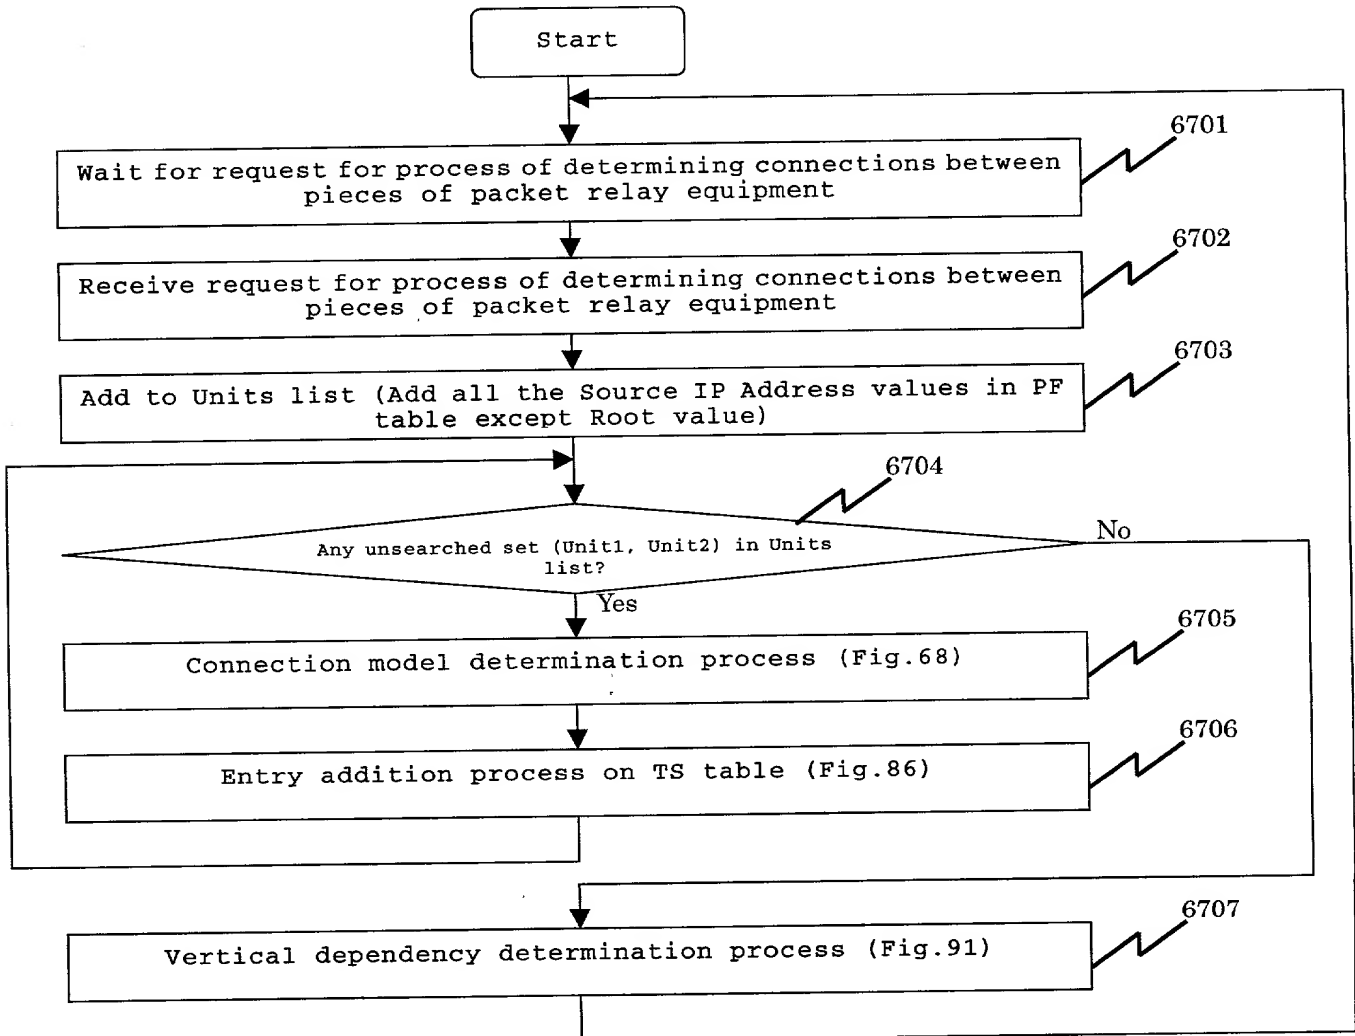 Start
6701
Wait for request for process of determining connections between
pieces of packet relay equipment
6702
Receive request for process of determining connections between
pieces of packet relay equipment
6703
Add to Units list (Add all the Source IP Address values in PF
table except Root value)
6704
Any unsearched set (Unit1, Unit2) in Units
list?
No
Yes
6705
Connection model determination process (Fig.68)
6706
Entry addition process on TS table (Fig.86)
6707
Vertical dependency determination process (Fig.91)